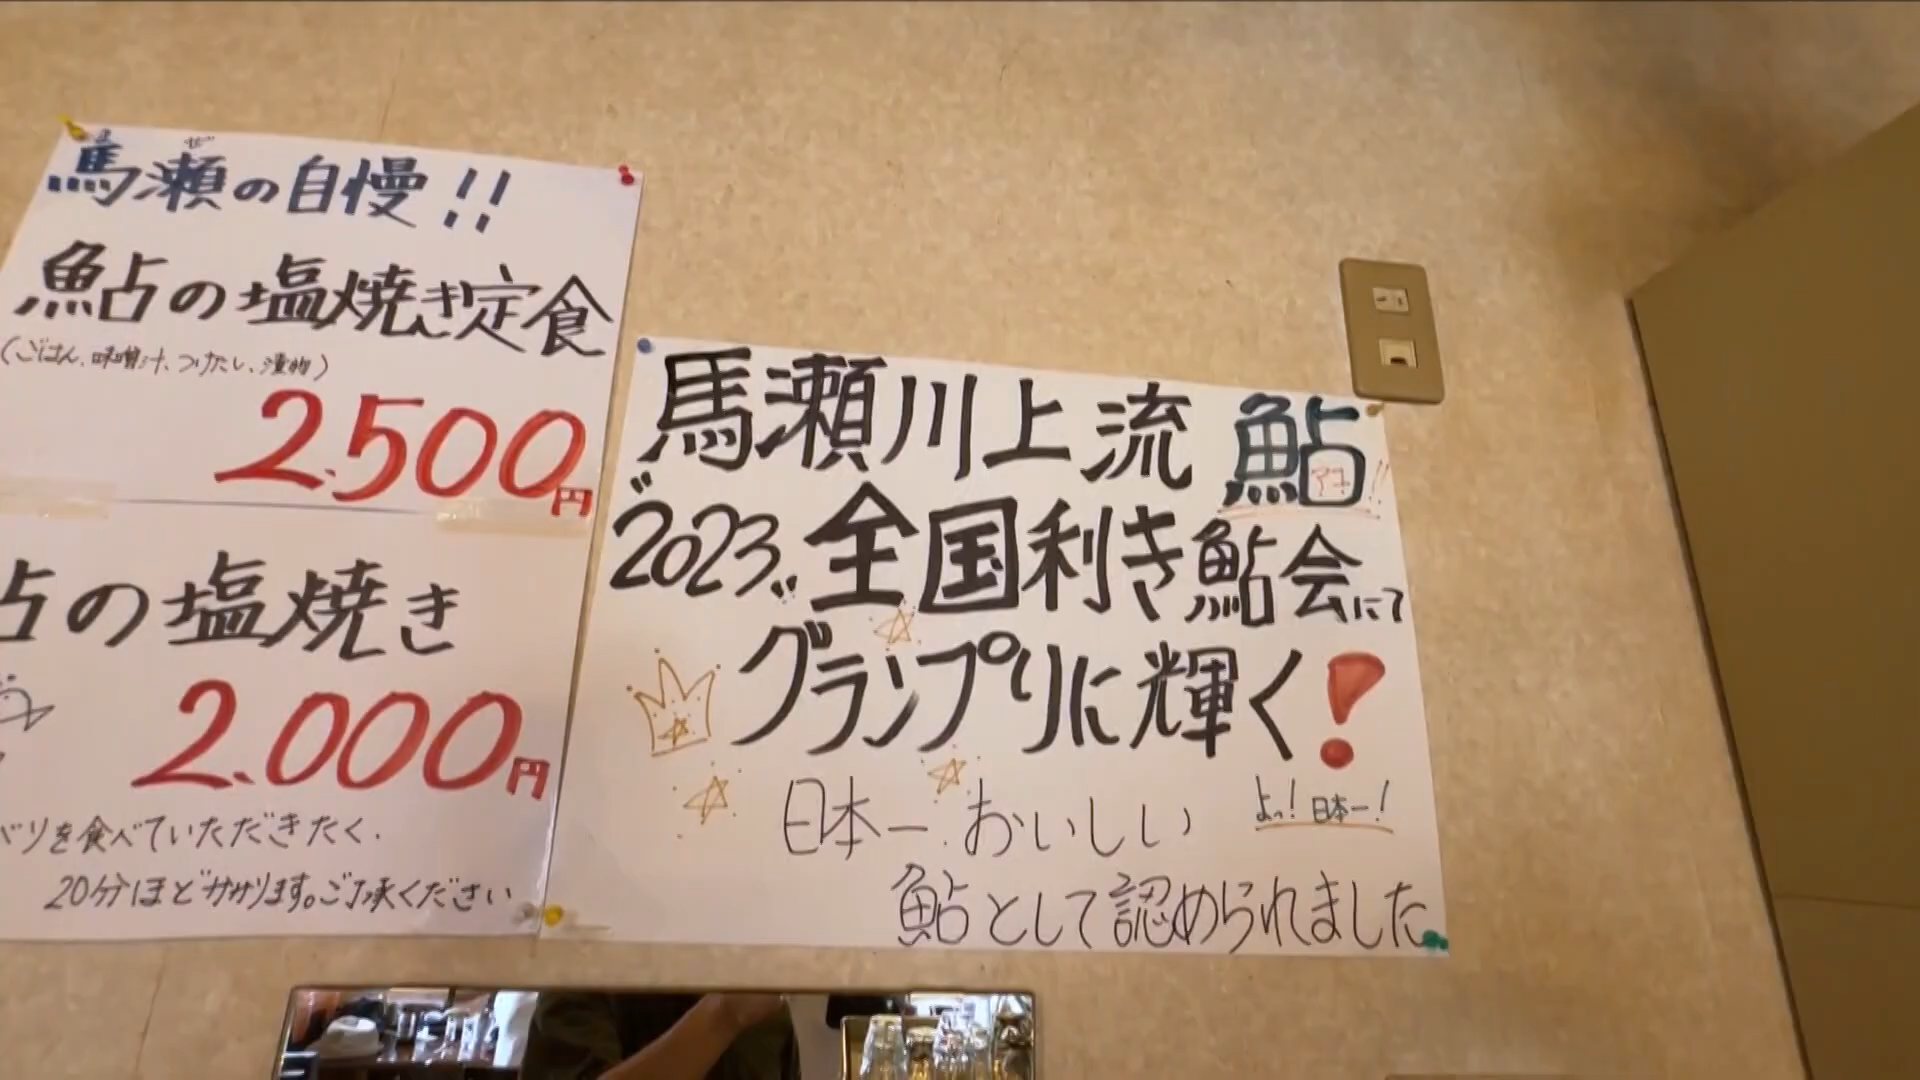 馬瀬の自慢!!
鮎の塩焼き定食
(ごはん、味噌汁、つけたし、漬物)
2.500円
占の塩焼き
2.000円
バリを食べていただきたく、
20分ほどかかります。ご了承ください
馬瀬川上流 鮎!!
アユ
"2023" 全国利き鮎会にて
グランプリに輝く!
日本一 おいしい
よっ!日本一!
鮎として認められました